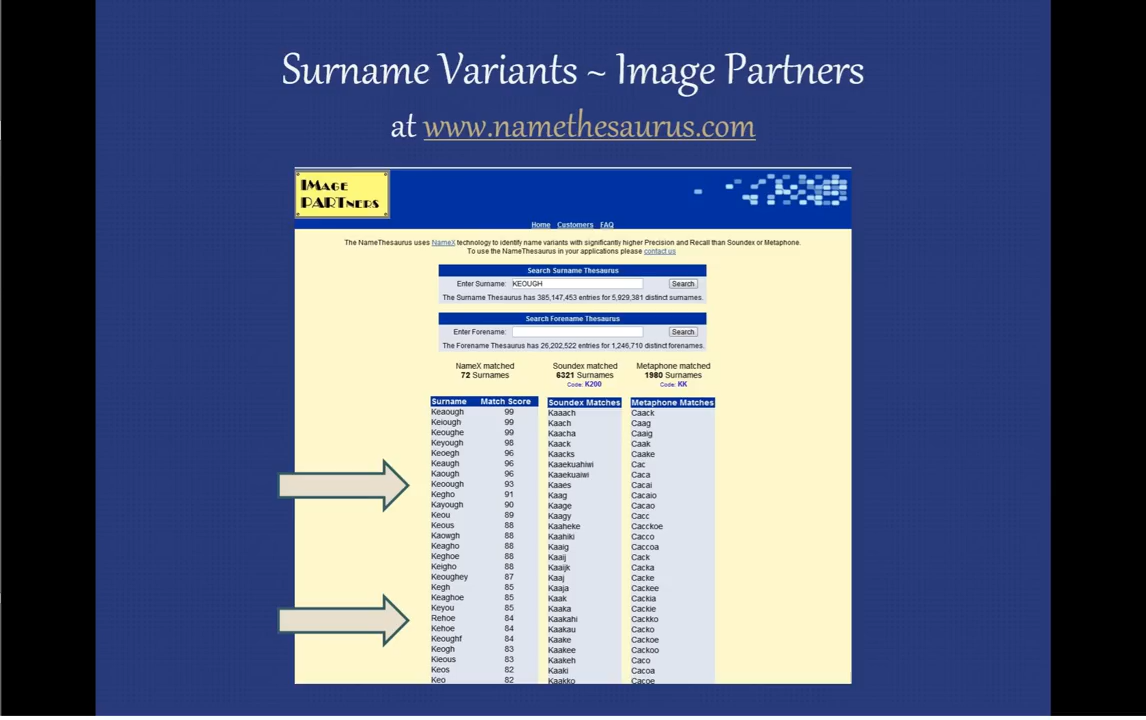 Surname Variants ~ Image Partners
at www.namethesaurus.com
IMAGE
PARTNERS
Home Customers FAQ
The NameThesaurus uses NameX technology to identify name variants with significantly higher Precision and Recall than Soundex or Metaphone.
To use the NameThesaurus in your applications please contact us
Search Surname Thesaurus
Enter Surname: KEOUGH Search
The Surname Thesaurus has 385,147,453 entries for 5,929,381 distinct surnames.
Search Forename Thesaurus
Enter Forename: Search
The Forename Thesaurus has 26,202,522 entries for 1,246,710 distinct forenames.
NameX matched Soundex matched Metaphone matched
72 Surnames 6321 Surnames 1980 Surnames
Code: K200 Code: KK
Surname Match Score Soundex Matches Metaphone Matches
Keaough 99 Kaaach Caack
Keiough 99 Kaach Caag
Keoughe 99 Kaacha Caaig
Keyough 98 Kaack Caak
Keoegh 96 Kaacks Caake
Keaugh 96 Kaaekuahiwi Cac
Kaough 96 Kaaekuaiwi Caca
Keoough 93 Kaaes Cacai
Kegho 91 Kaag Cacaio
Kayough 90 Kaage Cacao
Keou 89 Kaagy Cacc
Keous 88 Kaaheke Cacckoe
Kaowgh 88 Kaahiki Cacco
Keagho 88 Kaaig Caccoa
Keghoe 88 Kaaij Cack
Keigho 88 Kaaijk Cacka
Keoughey 87 Kaaj Cacke
Kegh 85 Kaaja Cackee
Keaghoe 85 Kaak Cackia
Keyou 85 Kaaka Cackie
Rehoe 84 Kaakahi Cackko
Kehoe 84 Kaakau Cacko
Keoughf 84 Kaake Cackoe
Keogh 83 Kaakee Cackoo
Kieous 83 Kaakeh Caco
Keos 82 Kaaki Cacoa
Keo 82 Kaakko Cacoe